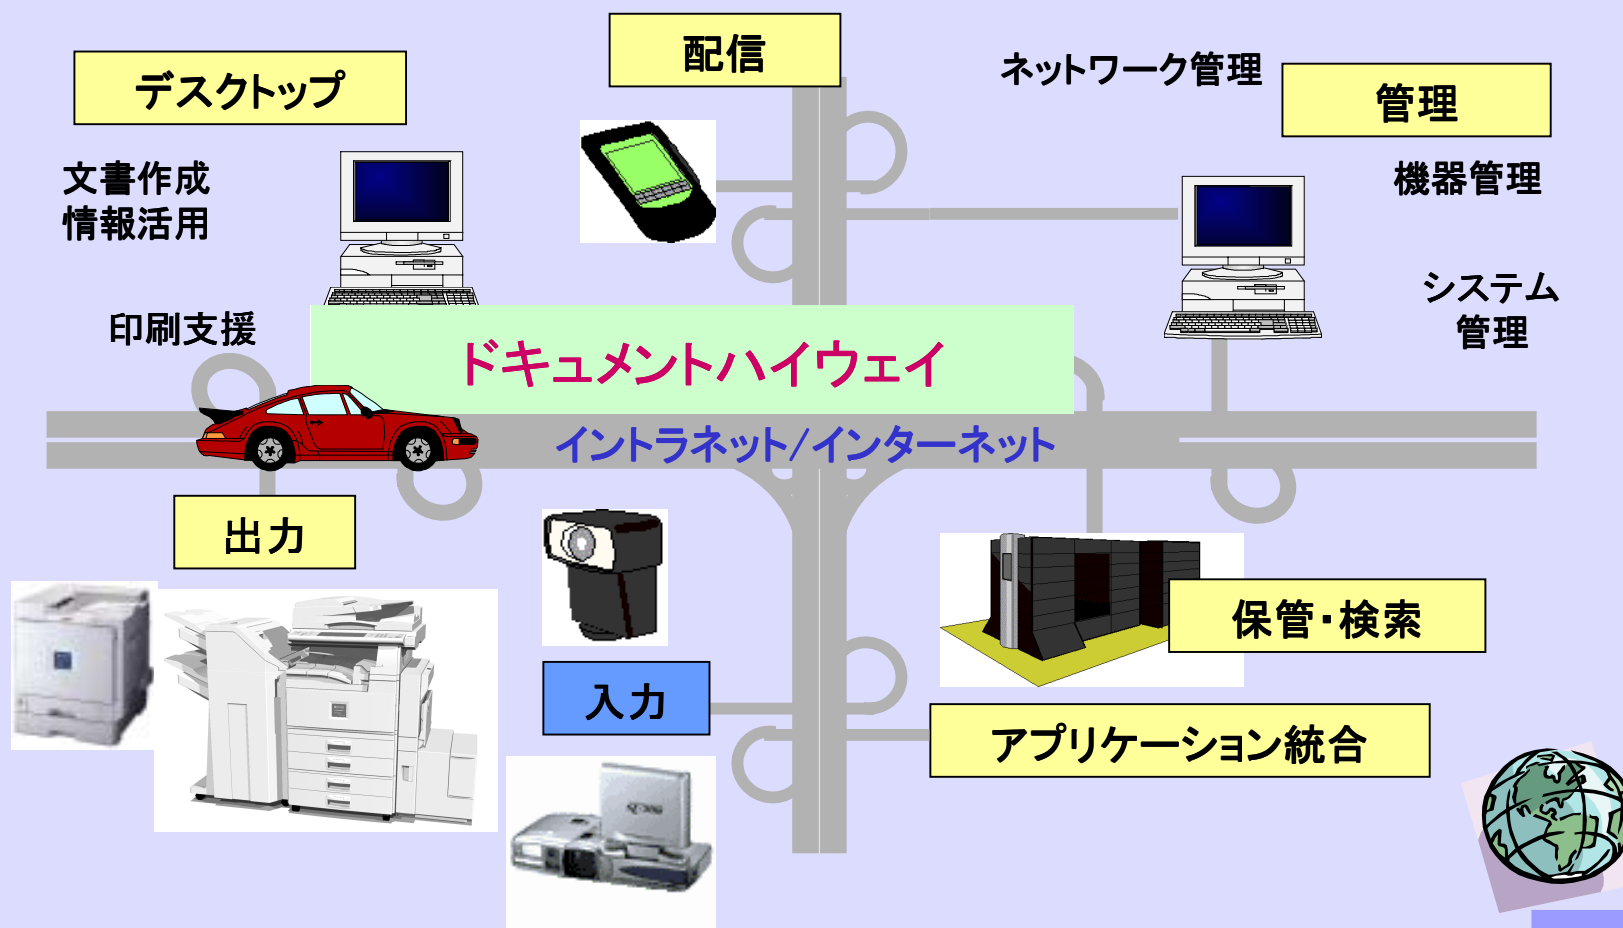 配信
デスクトップ
ネットワーク管理
管理
文書作成
情報活用
機器管理
システム
管理
印刷支援
ドキュメントハイウェイ
イントラネット/インターネット
出力
保管・検索
入力
アプリケーション統合